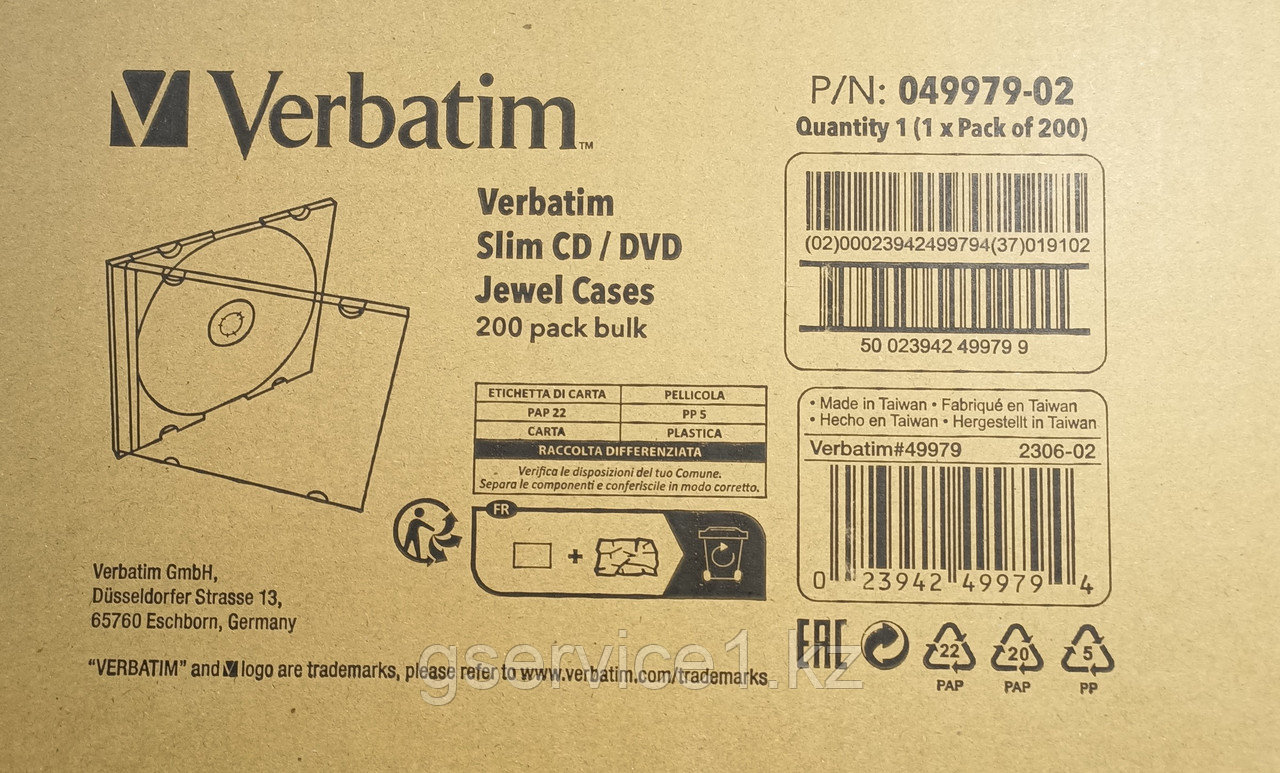 Verbatim™
P/N: 049979-02
Quantity 1 (1 x Pack of 200)
(02)00023942499794(37)019102
50 023942 49979 9
Verbatim
Slim CD / DVD
Jewel Cases
200 pack bulk
ETICHETTA DI CARTA PELLICOLA
PAP 22 PP 5
CARTA PLASTICA
RACCOLTA DIFFERENZIATA
Verifica le disposizioni del tuo Comune.
Separa le componenti e conferiscile in modo corretto.
FR
• Made in Taiwan • Fabriqué en Taiwan
• Hecho en Taiwan • Hergestellt in Taiwan
Verbatim#49979 2306-02
0 23942 49979 4
Verbatim GmbH,
Düsseldorfer Strasse 13,
65760 Eschborn, Germany
"VERBATIM" and logo are trademarks, please refer to www.verbatim.com/trademarks
EAC
22 20 5
PAP PAP PP
gservice1.kz